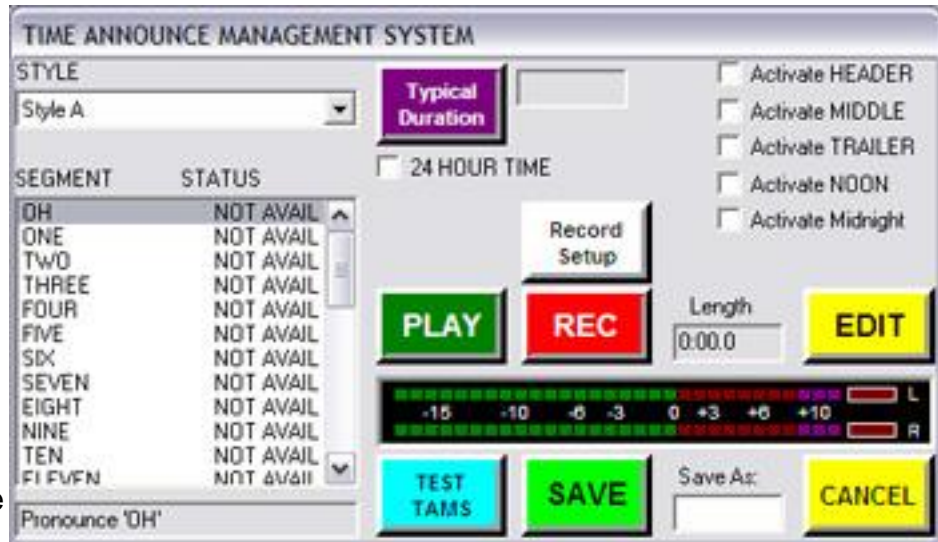 TIME ANNOUNCE MANAGEMENT SYSTEM
STYLE
Style A
SEGMENT STATUS
OH NOT AVAIL
ONE NOT AVAIL
TWO NOT AVAIL
THREE NOT AVAIL
FOUR NOT AVAIL
FIVE NOT AVAIL
SIX NOT AVAIL
SEVEN NOT AVAIL
EIGHT NOT AVAIL
NINE NOT AVAIL
TEN NOT AVAIL
ELEVEN NOT AVAIL
e
Pronounce 'OH'
Typical
Duration
24 HOUR TIME
Activate HEADER
Activate MIDDLE
Activate TRAILER
Activate NOON
Activate Midnight
Record
Setup
PLAY
REC
Length
0:00.0
EDIT
L
-15 -10 -6 -3 0 +3 +6 +10
R
TEST
TAMS
SAVE
Save As:
CANCEL